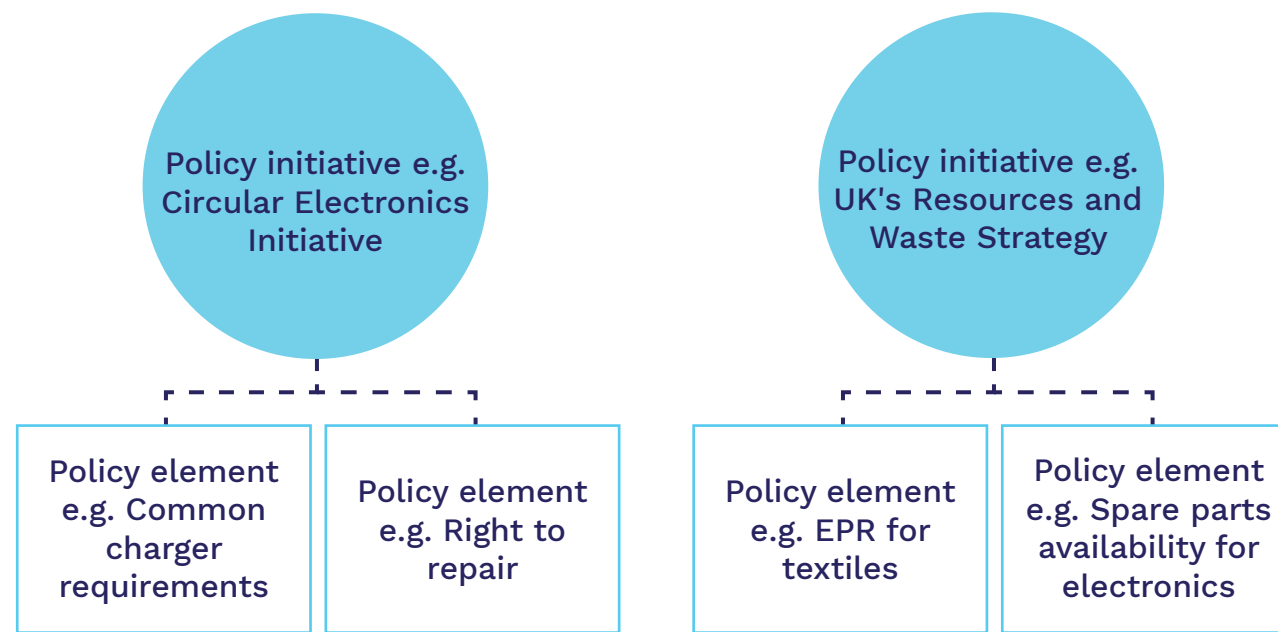 Policy initiative e.g.
Circular Electronics
Initiative
Policy initiative e.g.
UK's Resources and
Waste Strategy
Policy element
e.g. Common
charger
requirements
Policy element
e.g. Right to
repair
Policy element
e.g. EPR for
textiles
Policy element
e.g. Spare parts
availability for
electronics